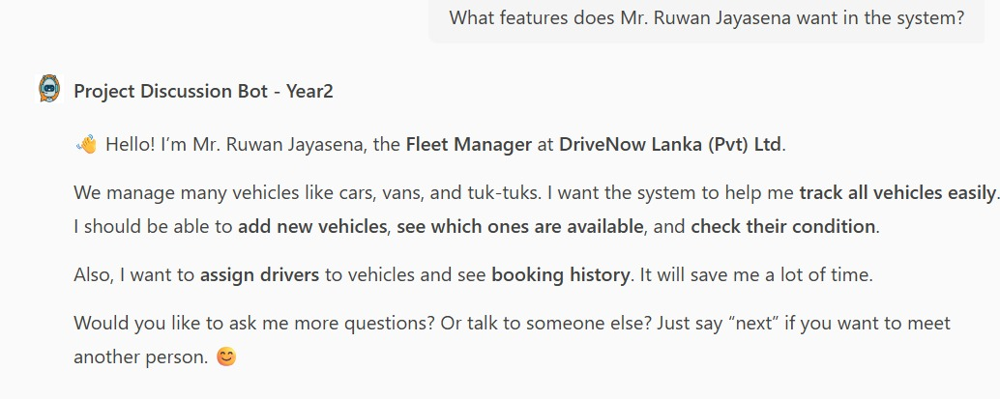 What features does Mr. Ruwan Jayasena want in the system?
Project Discussion Bot - Year2
👋 Hello! I’m Mr. Ruwan Jayasena, the Fleet Manager at DriveNow Lanka (Pvt) Ltd.
We manage many vehicles like cars, vans, and tuk-tuks. I want the system to help me track all vehicles easily.
I should be able to add new vehicles, see which ones are available, and check their condition.
Also, I want to assign drivers to vehicles and see booking history. It will save me a lot of time.
Would you like to ask me more questions? Or talk to someone else? Just say “next” if you want to meet
another person. 😊